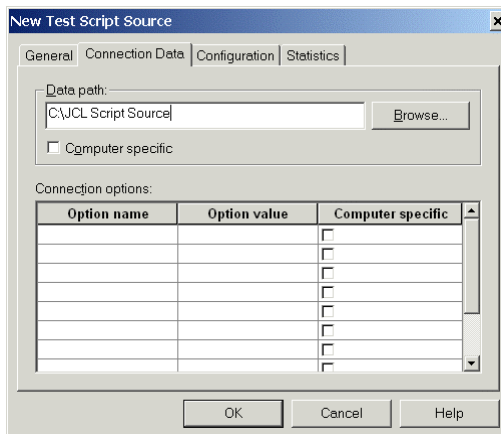 New Test Script Source
General Connection Data Configuration Statistics
Data path:
C:\JCL Script Source Browse...
Computer specific
Connection options:
Option name Option value Computer specific
OK Cancel Help